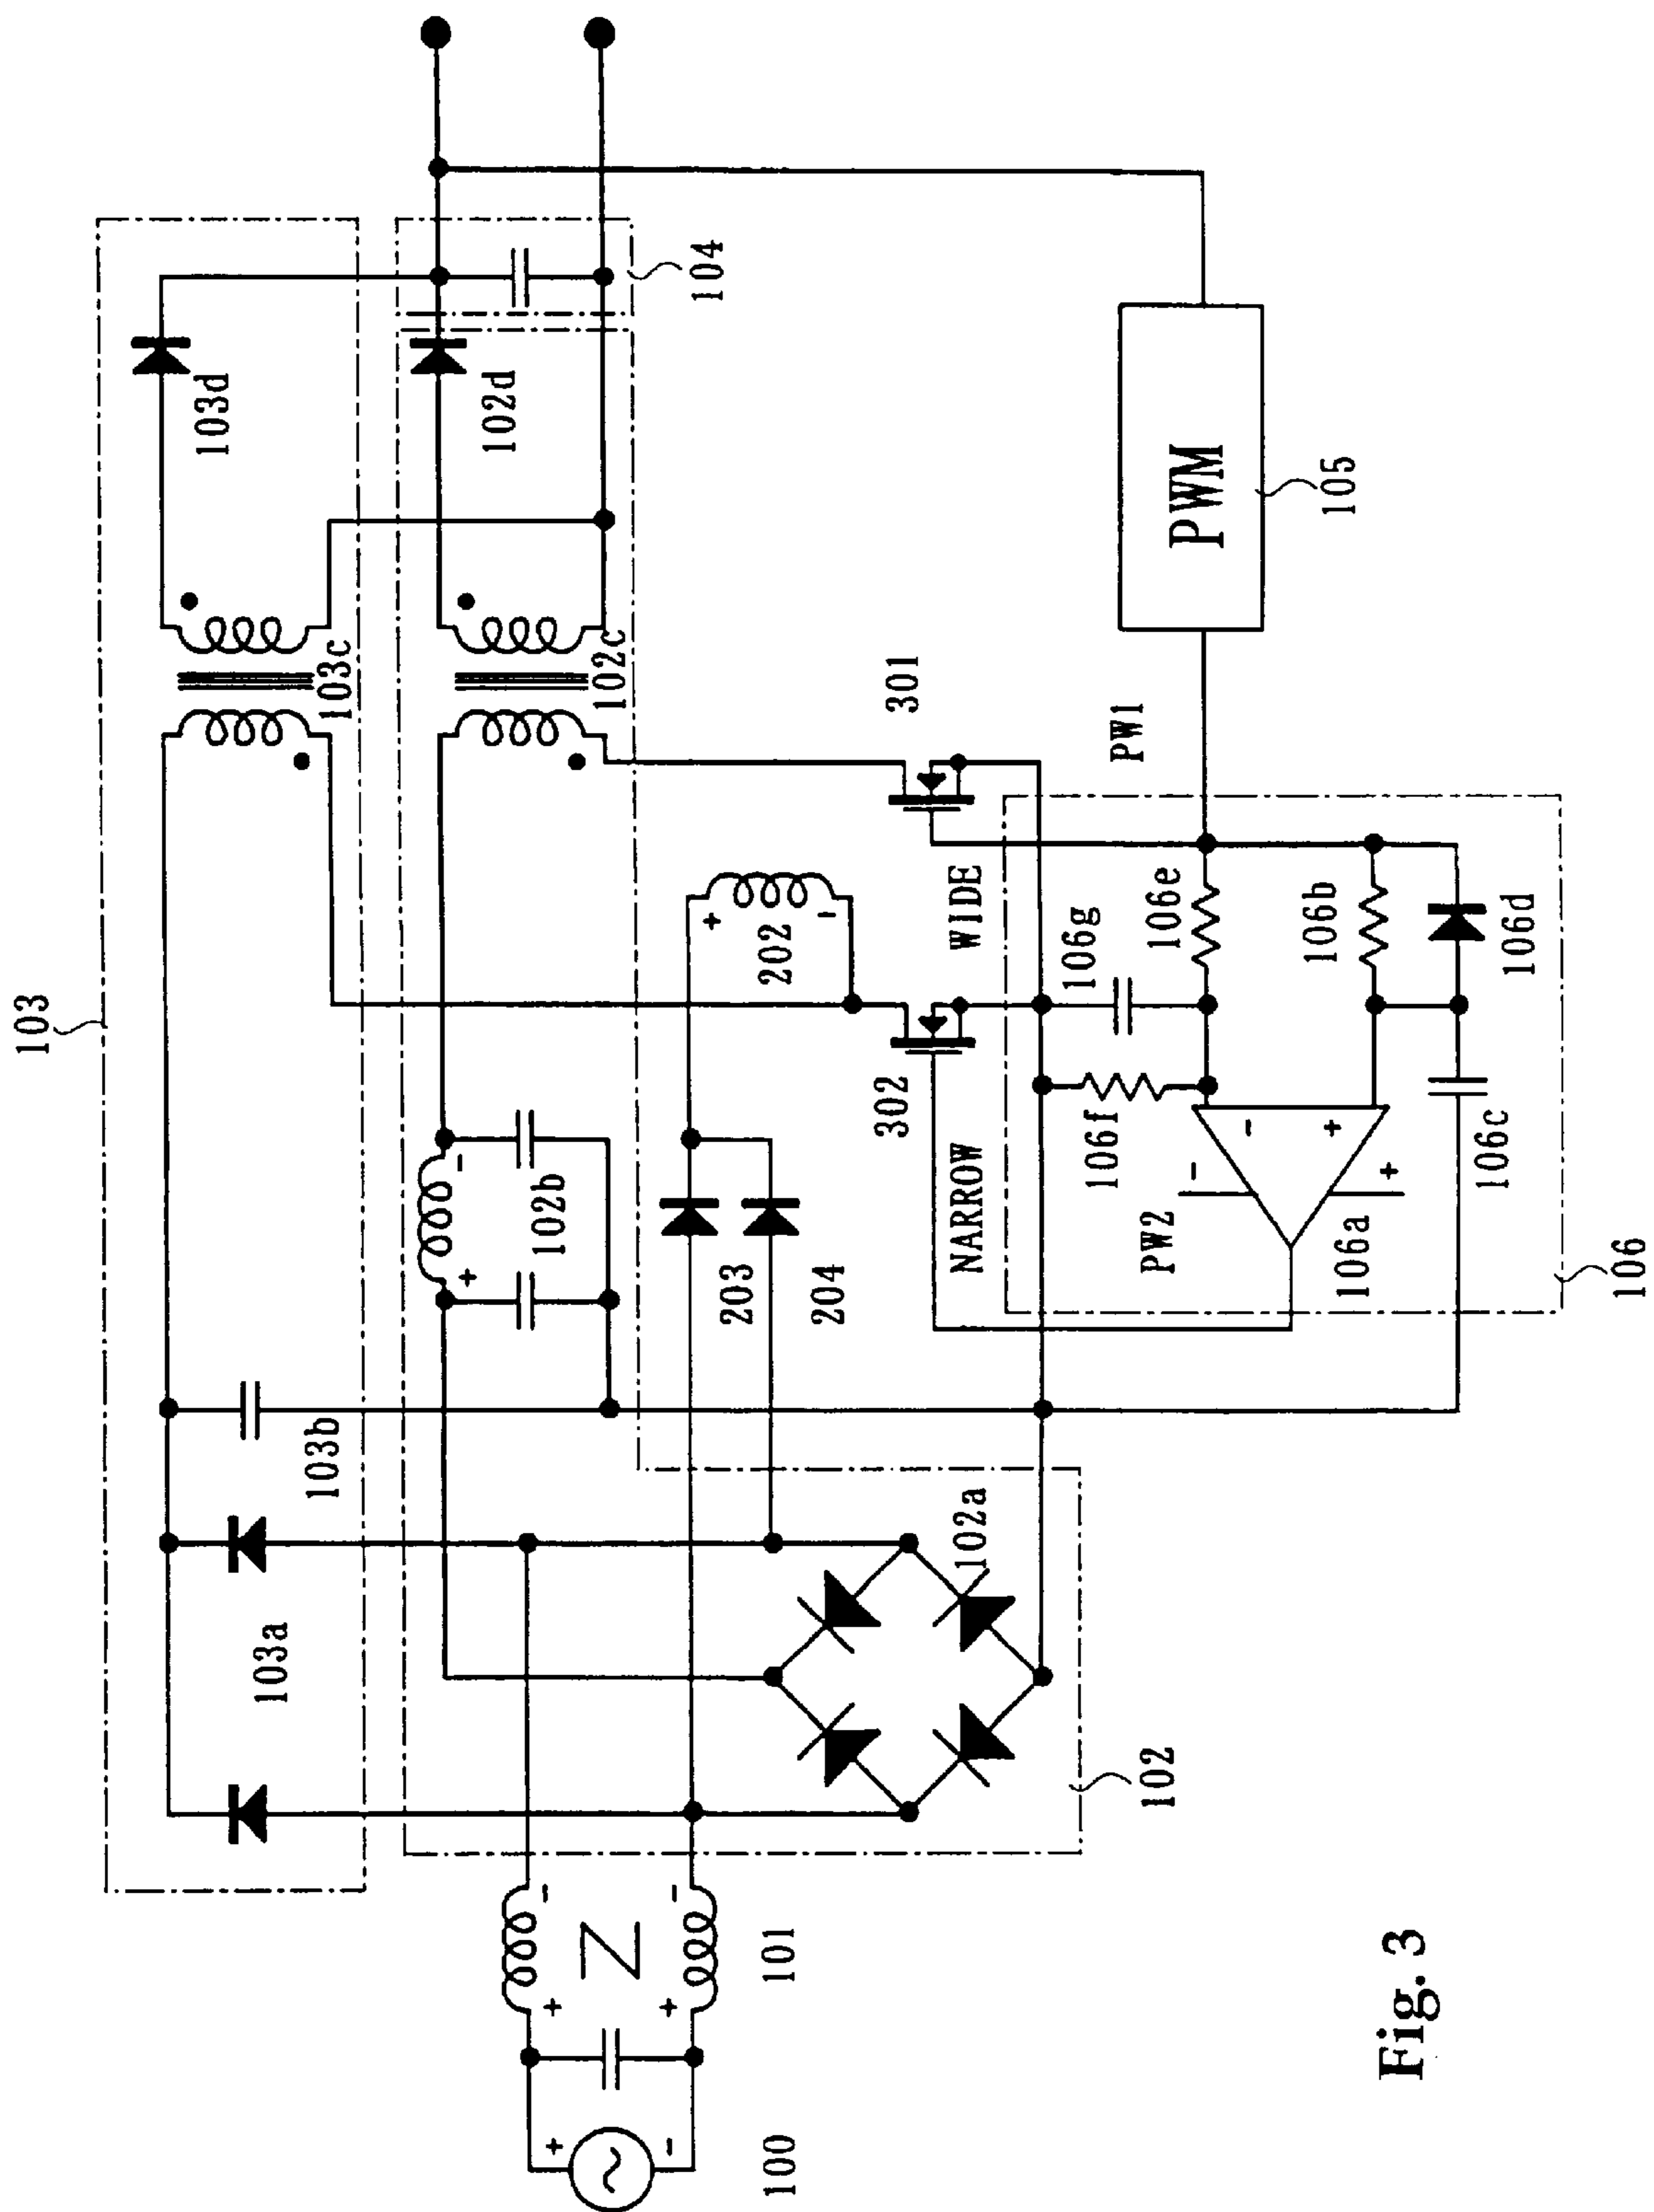 103
103d
103c
103b
103a
104
102d
102c
102b
102a
102
+
-
202
203
204
301
302
WIDE
NARROW
PW1
PW2
PWM
105
106g
106e
106b
106d
106f
106c
106a
106
-
+
-
+
+
-
+
-
+
-
101
+
-
100
Fig. 3